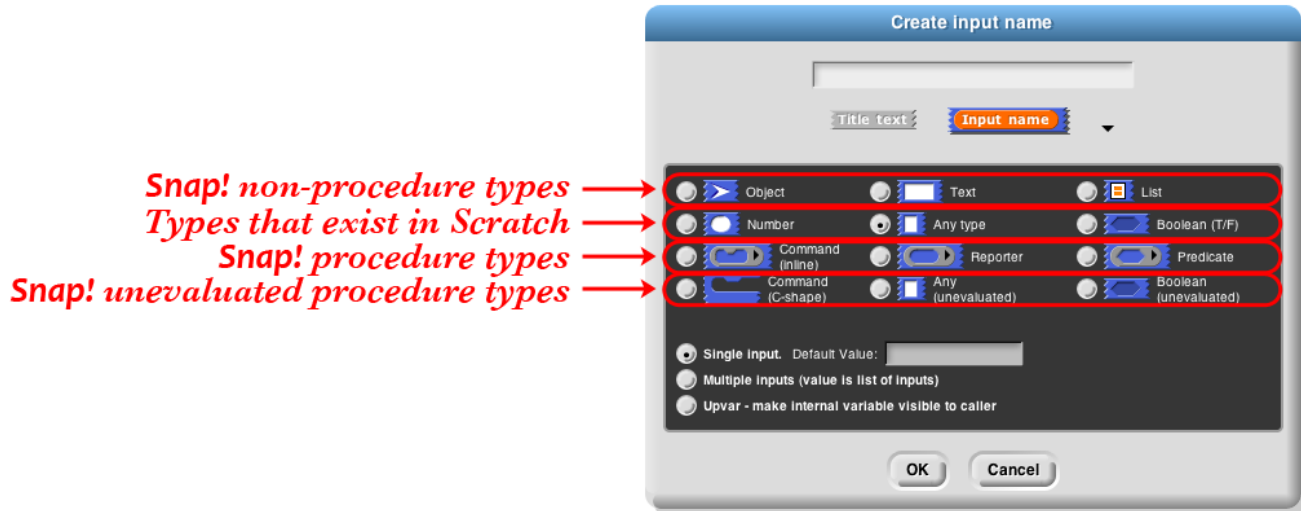 Create input name
Title text Input name
Snap! non-procedure types
Object Text List
Types that exist in Scratch
Number Any type Boolean (T/F)
Snap! procedure types
Command (inline) Reporter Predicate
Snap! unevaluated procedure types
Command (C-shape) Any (unevaluated) Boolean (unevaluated)
Single input. Default Value:
Multiple inputs (value is list of inputs)
Upvar - make internal variable visible to caller
OK Cancel